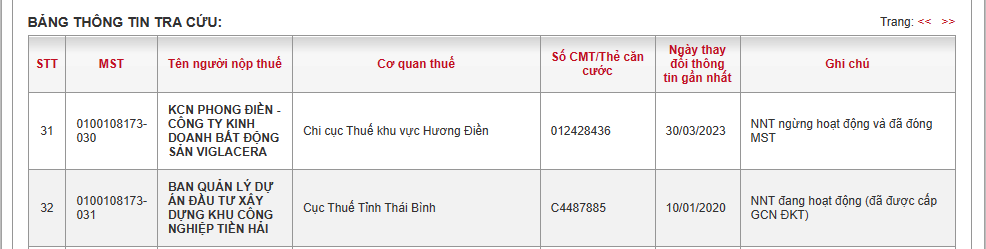 BẢNG THÔNG TIN TRA CỨU:
Trang: << >>
STT
MST
Tên người nộp thuế
Cơ quan thuế
Số CMT/Thẻ căn
cước
Ngày thay
đổi thông
tin gần nhất
Ghi chú
31
0100108173-
030
KCN PHONG ĐIỀN -
CÔNG TY KINH
DOANH BẤT ĐỘNG
SẢN VIGLACERA
Chi cục Thuế khu vực Hương Điền
012428436
30/03/2023
NNT ngừng hoạt động và đã đóng
MST
32
0100108173-
031
BAN QUẢN LÝ DỰ
ÁN ĐẦU TƯ XÂY
DỰNG KHU CÔNG
NGHIỆP TIỀN HẢI
Cục Thuế Tỉnh Thái Bình
C4487885
10/01/2020
NNT đang hoạt động (đã được cấp
GCN ĐKT)